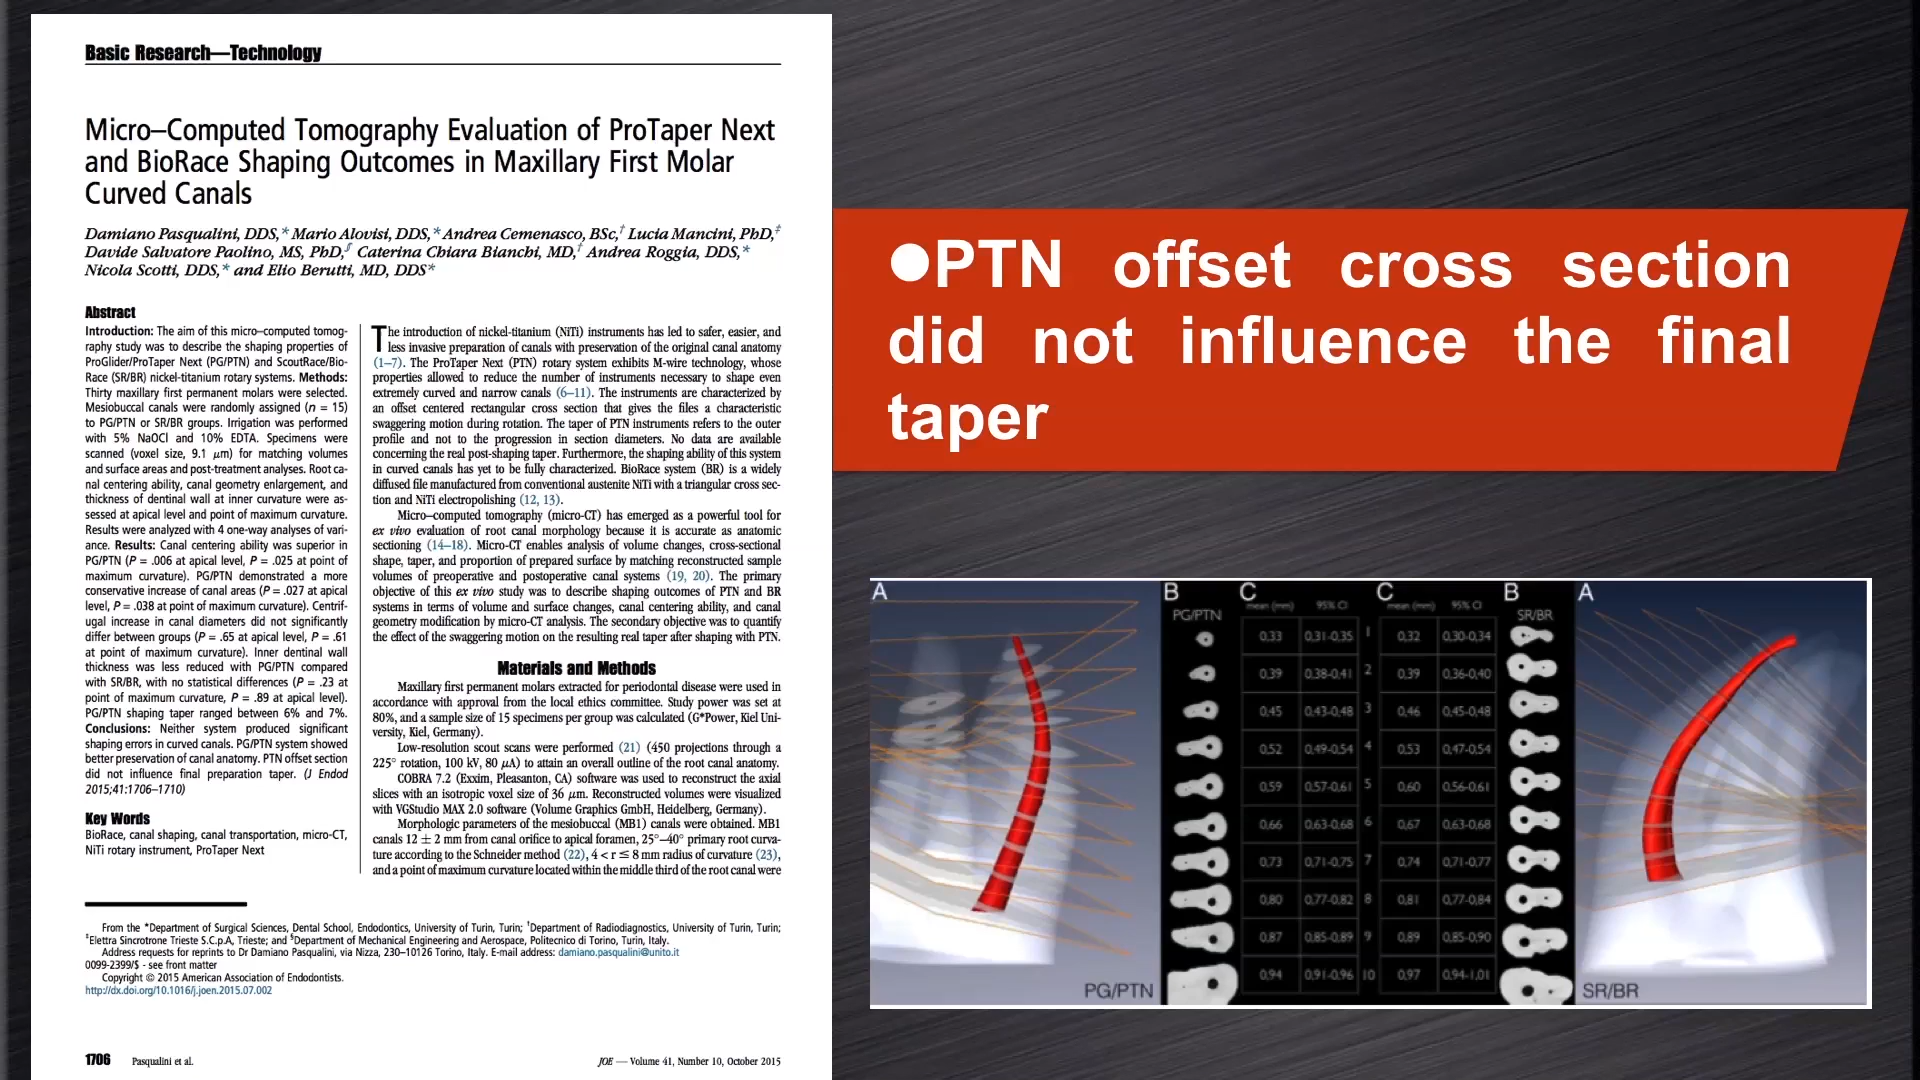 Basic Research—Technology
Micro–Computed Tomography Evaluation of ProTaper Next
and BioRace Shaping Outcomes in Maxillary First Molar
Curved Canals
Damiano Pasqualini, DDS,* Mario Alovisi, DDS,* Andrea Cemenasco, BSc,† Lucia Mancini, PhD,‡
Davide Salvatore Paolino, MS, PhD,§ Caterina Chiara Bianchi, MD,† Andrea Roggia, DDS,*
Nicola Scotti, DDS,* and Elio Berutti, MD, DDS*
Abstract
Introduction: The aim of this micro–computed tomog-
raphy study was to describe the shaping properties of
ProGlider/ProTaper Next (PG/PTN) and ScoutRace/Bio-
Race (SR/BR) nickel-titanium rotary systems. Methods:
Thirty maxillary first permanent molars were selected.
Mesiobuccal canals were randomly assigned (n = 15)
to PG/PTN or SR/BR groups. Irrigation was performed
with 5% NaOCl and 10% EDTA. Specimens were
scanned (voxel size, 9.1 μm) for matching volumes
and surface areas and post-treatment analyses. Root ca-
nal centering ability, canal geometry enlargement, and
thickness of dentinal wall at inner curvature were as-
sessed at apical level and point of maximum curvature.
Results were analyzed with 4 one-way analyses of vari-
ance. Results: Canal centering ability was superior in
PG/PTN (P = .006 at apical level, P = .025 at point of
maximum curvature). PG/PTN demonstrated a more
conservative increase of canal areas (P = .027 at apical
level, P = .038 at point of maximum curvature). Centrif-
ugal increase in canal diameters did not significantly
differ between groups (P = .65 at apical level, P = .61
at point of maximum curvature). Inner dentinal wall
thickness was less reduced with PG/PTN compared
with SR/BR, with no statistical differences (P = .23 at
point of maximum curvature, P = .89 at apical level).
PG/PTN shaping taper ranged between 6% and 7%.
Conclusions: Neither system produced significant
shaping errors in curved canals. PG/PTN system showed
better preservation of canal anatomy. PTN offset section
did not influence final preparation taper. (J Endod
2015;41:1706–1710)
Key Words
BioRace, canal shaping, canal transportation, micro-CT,
NiTi rotary instrument, ProTaper Next
The introduction of nickel-titanium (NiTi) instruments has led to safer, easier, and
less invasive preparation of canals with preservation of the original canal anatomy
(1–7). The ProTaper Next (PTN) rotary system exhibits M-wire technology, whose
properties allowed to reduce the number of instruments necessary to shape even
extremely curved and narrow canals (6–11). The instruments are characterized by
an offset centered rectangular cross section that gives the files a characteristic
swaggering motion during rotation. The taper of PTN instruments refers to the outer
profile and not to the progression in section diameters. No data are available
concerning the real post-shaping taper. Furthermore, the shaping ability of this system
in curved canals has yet to be fully characterized. BioRace system (BR) is a widely
diffused file manufactured from conventional austenite NiTi with a triangular cross sec-
tion and NiTi electropolishing (12, 13).
Micro–computed tomography (micro-CT) has emerged as a powerful tool for
ex vivo evaluation of root canal morphology because it is accurate as anatomic
sectioning (14–18). Micro-CT enables analysis of volume changes, cross-sectional
shape, taper, and proportion of prepared surface by matching reconstructed sample
volumes of preoperative and postoperative canal systems (19, 20). The primary
objective of this ex vivo study was to describe shaping outcomes of PTN and BR
systems in terms of volume and surface changes, canal centering ability, and canal
geometry modification by micro-CT analysis. The secondary objective was to quantify
the effect of the swaggering motion on the resulting real taper after shaping with PTN.
Materials and Methods
Maxillary first permanent molars extracted for periodontal disease were used in
accordance with approval from the local ethics committee. Study power was set at
80%, and a sample size of 15 specimens per group was calculated (G*Power, Kiel Uni-
versity, Kiel, Germany).
Low-resolution scout scans were performed (21) (450 projections through a
225° rotation, 100 kV, 80 μA) to attain an overall outline of the root canal anatomy.
COBRA 7.2 (Exxim, Pleasanton, CA) software was used to reconstruct the axial
slices with an isotropic voxel size of 36 μm. Reconstructed volumes were visualized
with VGStudio MAX 2.0 software (Volume Graphics GmbH, Heidelberg, Germany).
Morphologic parameters of the mesiobuccal (MB1) canals were obtained. MB1
canals 12 ± 2 mm from canal orifice to apical foramen, 25°–40° primary root curva-
ture according to the Schneider method (22), 4 < r ≤ 8 mm radius of curvature (23),
and a point of maximum curvature located within the middle third of the root canal were
From the *Department of Surgical Sciences, Dental School, Endodontics, University of Turin, Turin; †Department of Radiodiagnostics, University of Turin, Turin;
‡Elettra Sincrotrone Trieste S.C.p.A, Trieste; and §Department of Mechanical Engineering and Aerospace, Politecnico di Torino, Turin, Italy.
Address requests for reprints to Dr Damiano Pasqualini, via Nizza, 230–10126 Torino, Italy. E-mail address: damiano.pasqualini@unito.it
0099-2399/$ - see front matter
Copyright © 2015 American Association of Endodontists.
http://dx.doi.org/10.1016/j.joen.2015.07.002
1706 Pasqualini et al.
JOE — Volume 41, Number 10, October 2015
●PTN offset cross section
did not influence the final
taper
A B C C B A
mean (mm) 95% CI mean (mm) 95% CI
PG/PTN SR/BR
0,33 0,31-0,35 1 0,32 0,30-0,34
0,39 0,38-0,41 2 0,39 0,36-0,40
0,45 0,43-0,48 3 0,46 0,45-0,48
0,52 0,49-0,54 4 0,53 0,47-0,54
0,59 0,57-0,61 5 0,60 0,56-0,61
0,66 0,63-0,68 6 0,67 0,63-0,68
0,73 0,71-0,75 7 0,74 0,71-0,77
0,80 0,77-0,82 8 0,81 0,77-0,84
0,87 0,85-0,89 9 0,89 0,85-0,90
0,94 0,91-0,96 10 0,97 0,94-1,01
PG/PTN SR/BR